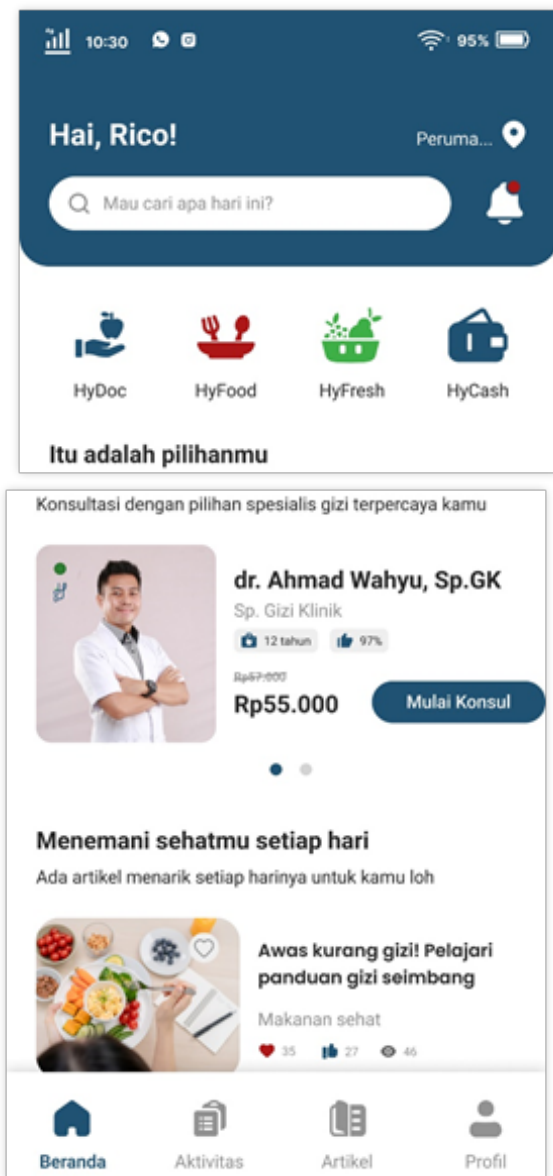 10:30
95%
Hai, Rico!
Peruma...
Mau cari apa hari ini?
HyDoc
HyFood
HyFresh
HyCash
Itu adalah pilihanmu
Konsultasi dengan pilihan spesialis gizi terpercaya kamu
dr. Ahmad Wahyu, Sp.GK
Sp. Gizi Klinik
12 tahun
97%
Rp57.000
Rp55.000
Mulai Konsul
Menemani sehatmu setiap hari
Ada artikel menarik setiap harinya untuk kamu loh
Awas kurang gizi! Pelajari
panduan gizi seimbang
Makanan sehat
35
27
46
Beranda
Aktivitas
Artikel
Profil